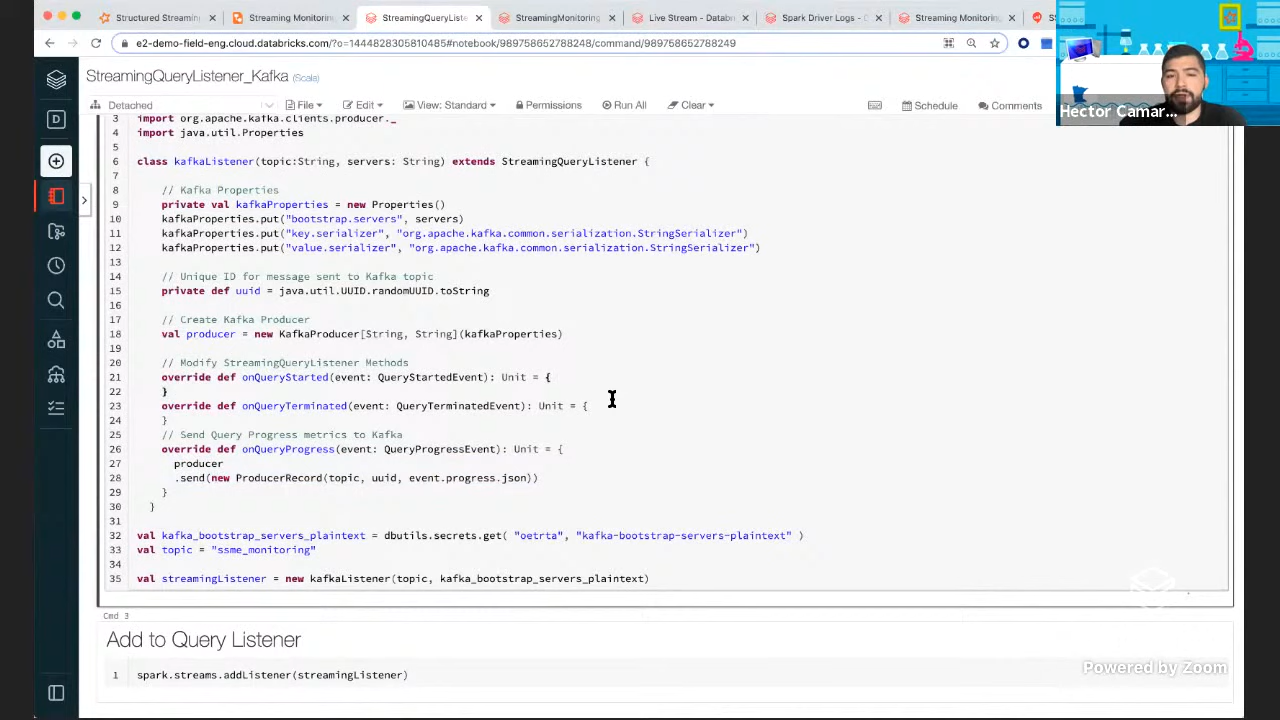 Structured Streaming
Streaming Monitoring
StreamingQueryListe
StreamingMonitoring
Live Stream - Datab
Spark Driver Logs - C
Streaming Monitorin
e2-demo-field-eng.cloud.databricks.com/?o=1444828305810485#notebook/989758652788248/command/989758652788249
Hector Camar...
StreamingQueryListener_Kafka (Scala)
D
Detached File Edit View: Standard Permissions Run All Clear Schedule Comments
3 import org.apache.kafka.clients.producer._
4 import java.util.Properties
5
6 class kafkaListener(topic:String, servers: String) extends StreamingQueryListener {
7
8 // Kafka Properties
9 private val kafkaProperties = new Properties()
10 kafkaProperties.put("bootstrap.servers", servers)
11 kafkaProperties.put("key.serializer", "org.apache.kafka.common.serialization.StringSerializer")
12 kafkaProperties.put("value.serializer", "org.apache.kafka.common.serialization.StringSerializer")
13
14 // Unique ID for message sent to Kafka topic
15 private def uuid = java.util.UUID.randomUUID.toString
16
17 // Create Kafka Producer
18 val producer = new KafkaProducer[String, String](kafkaProperties)
19
20 // Modify StreamingQueryListener Methods
21 override def onQueryStarted(event: QueryStartedEvent): Unit = {
22 }
23 override def onQueryTerminated(event: QueryTerminatedEvent): Unit = {
24 }
25 // Send Query Progress metrics to Kafka
26 override def onQueryProgress(event: QueryProgressEvent): Unit = {
27 producer
28 .send(new ProducerRecord(topic, uuid, event.progress.json))
29 }
30 }
31
32 val kafka_bootstrap_servers_plaintext = dbutils.secrets.get( "oetrta", "kafka-bootstrap-servers-plaintext" )
33 val topic = "ssme_monitoring"
34
35 val streamingListener = new kafkaListener(topic, kafka_bootstrap_servers_plaintext)
Cmd 3
Add to Query Listener
1 spark.streams.addListener(streamingListener)
Powered by Zoom